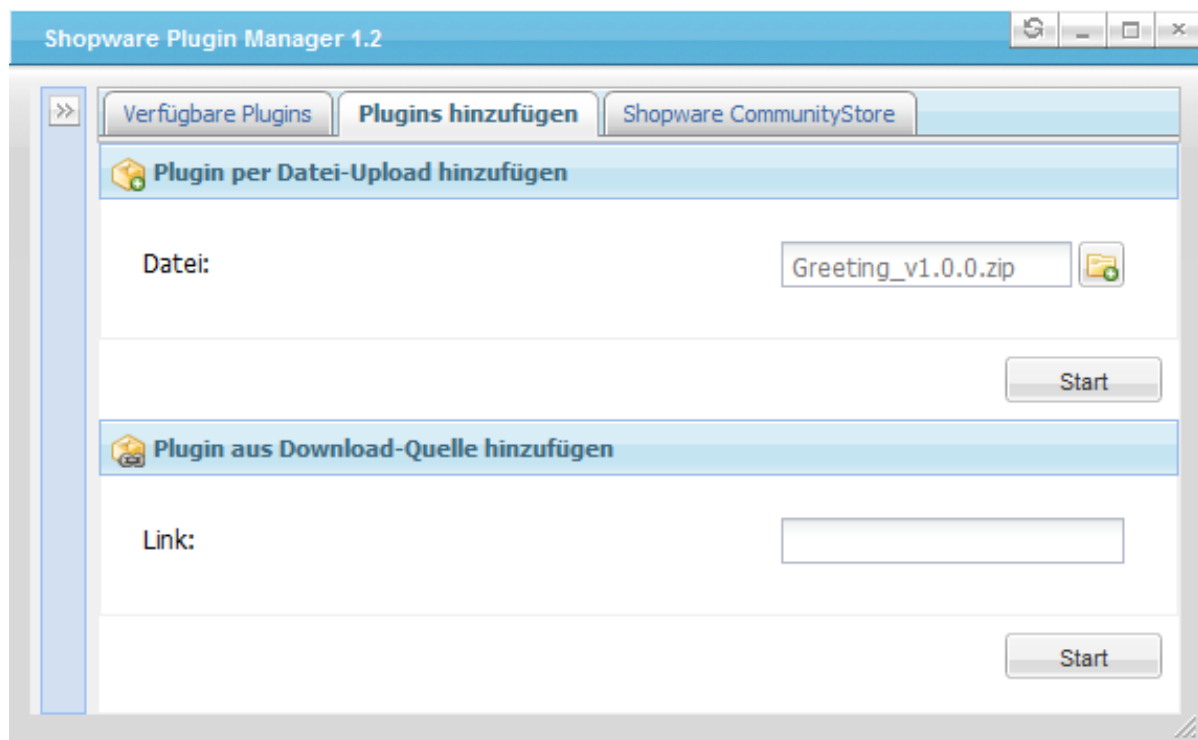 Shopware Plugin Manager 1.2
Verfügbare Plugins
Plugins hinzufügen
Shopware CommunityStore
Plugin per Datei-Upload hinzufügen
Datei:
Greeting_v1.0.0.zip
Start
Plugin aus Download-Quelle hinzufügen
Link:
Start